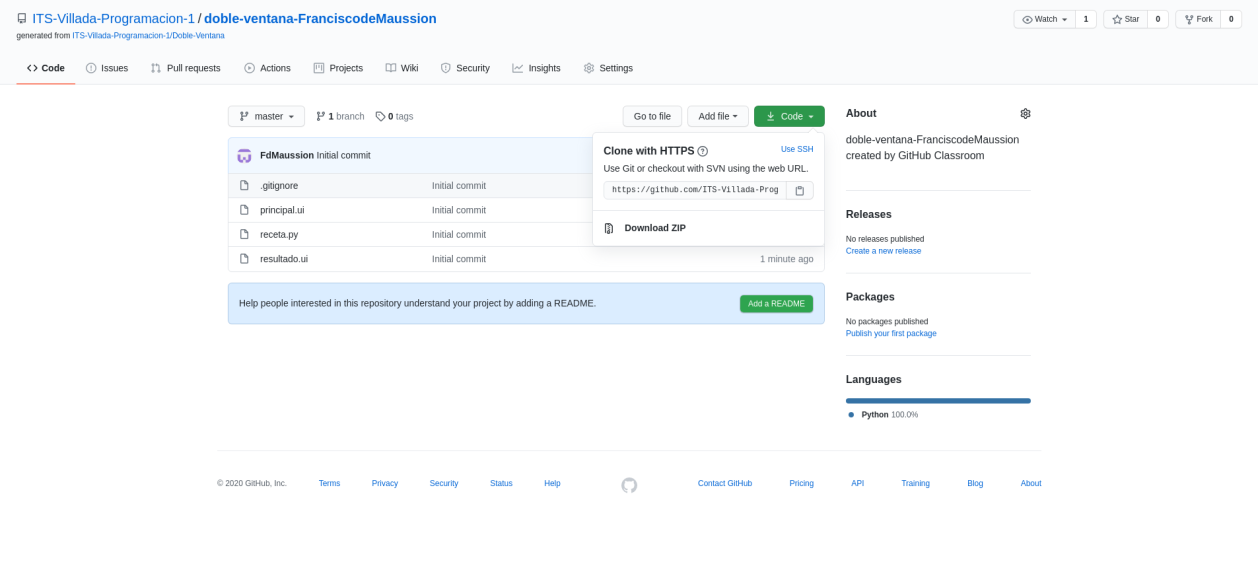 ITS-Villada-Programacion-1 / doble-ventana-FranciscodeMaussion
Watch 1 Star 0 Fork 0
generated from ITS-Villada-Programacion-1/Doble-Ventana
Code Issues Pull requests Actions Projects Wiki Security Insights Settings
master 1 branch 0 tags Go to file Add file Code
FdMaussion Initial commit
.gitignore Initial commit
principal.ui Initial commit
receta.py Initial commit
resultado.ui Initial commit 1 minute ago
Clone with HTTPS Use SSH
Use Git or checkout with SVN using the web URL.
https://github.com/ITS-Villada-Prog
Download ZIP
Help people interested in this repository understand your project by adding a README. Add a README
About
doble-ventana-FranciscodeMaussion
created by GitHub Classroom
Releases
No releases published
Create a new release
Packages
No packages published
Publish your first package
Languages
Python 100.0%
© 2020 GitHub, Inc. Terms Privacy Security Status Help Contact GitHub Pricing API Training Blog About